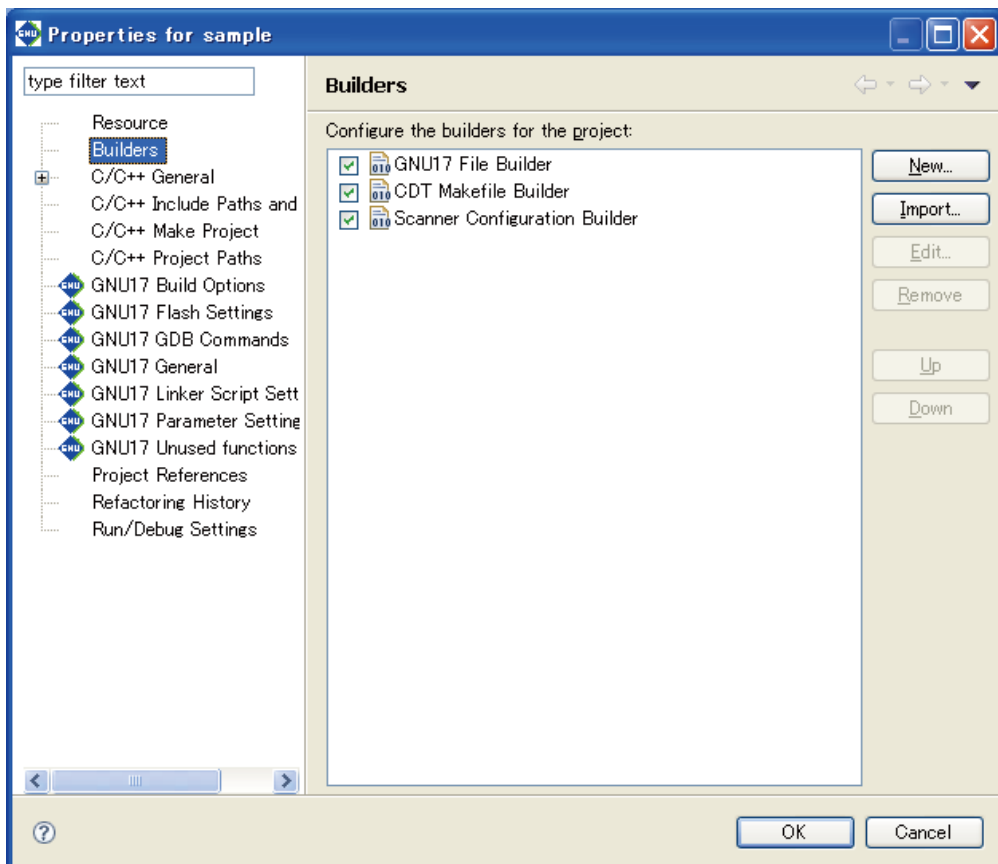 Properties for sample
type filter text
Resource
Builders
C/C++ General
C/C++ Include Paths and
C/C++ Make Project
C/C++ Project Paths
GNU17 Build Options
GNU17 Flash Settings
GNU17 GDB Commands
GNU17 General
GNU17 Linker Script Sett
GNU17 Parameter Setting
GNU17 Unused functions
Project References
Refactoring History
Run/Debug Settings
Builders
Configure the builders for the project:
GNU17 File Builder
CDT Makefile Builder
Scanner Configuration Builder
New...
Import...
Edit...
Remove
Up
Down
OK
Cancel